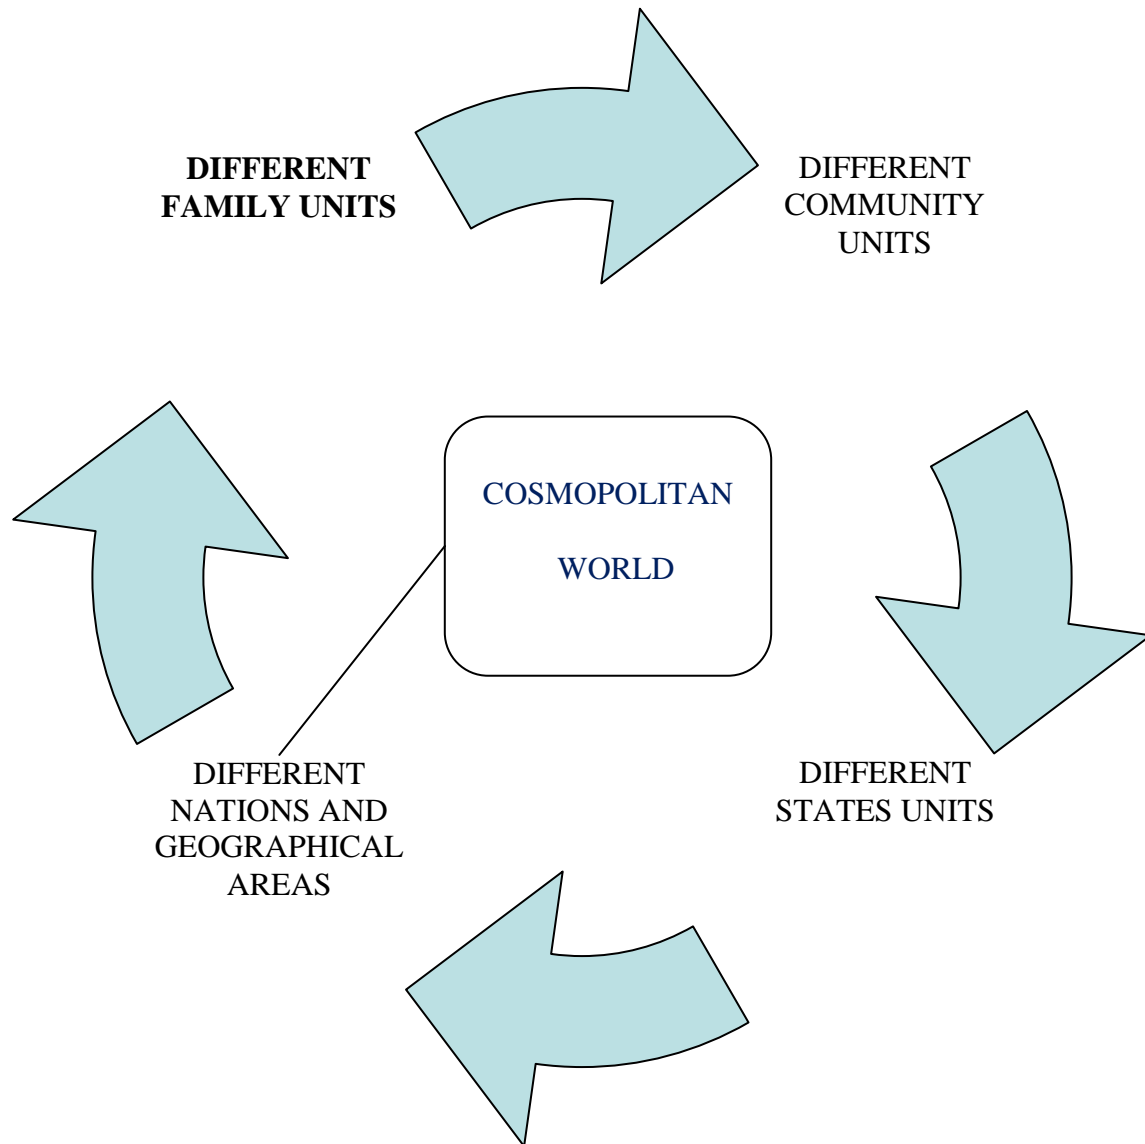 DIFFERENT
FAMILY UNITS
DIFFERENT
COMMUNITY
UNITS
COSMOPOLITAN
WORLD
DIFFERENT
NATIONS AND
GEOGRAPHICAL
AREAS
DIFFERENT
STATES UNITS